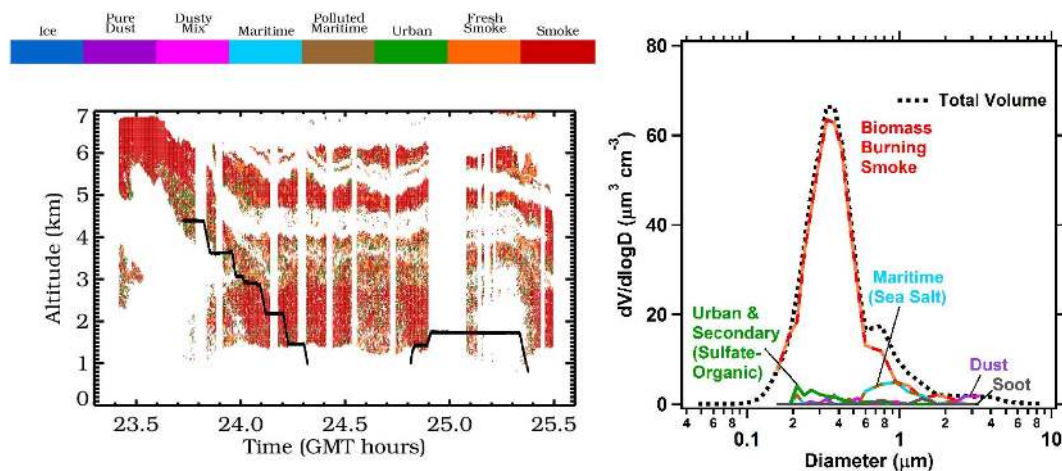 Ice
Pure
Dust
Dusty
Mix
Maritime
Polluted
Maritime
Urban
Fresh
Smoke
Smoke
7
6
5
4
3
2
1
0
Altitude (km)
23.5 24.0 24.5 25.0 25.5
Time (GMT hours)
80
60
40
20
0
dV/dlogD (µm³ cm⁻³)
Total Volume
Biomass
Burning
Smoke
Maritime
(Sea Salt)
Urban &
Secondary
(Sulfate-
Organic)
Dust
Soot
4 6 8 0.1 2 4 6 8 1 2 4 6 8 10
Diameter (µm)